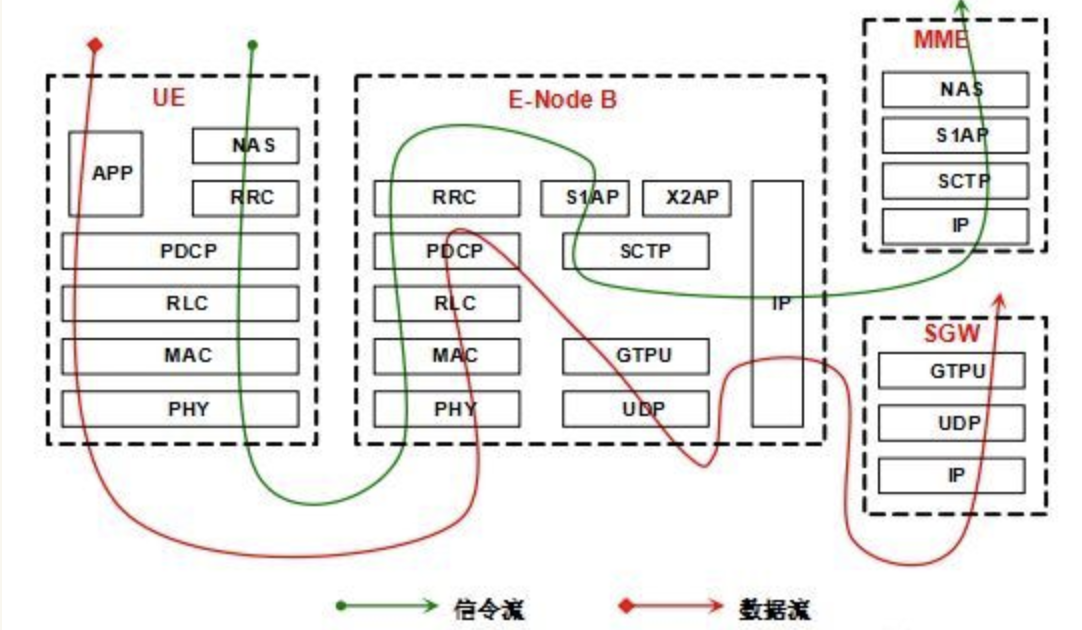 UE
APP
NAS
RRC
PDCP
RLC
MAC
PHY
E-Node B
RRC
S1AP
X2AP
PDCP
SCTP
RLC
IP
MAC
GTPU
PHY
UDP
MME
NAS
S1AP
SCTP
IP
SGW
GTPU
UDP
IP
信令流
数据流